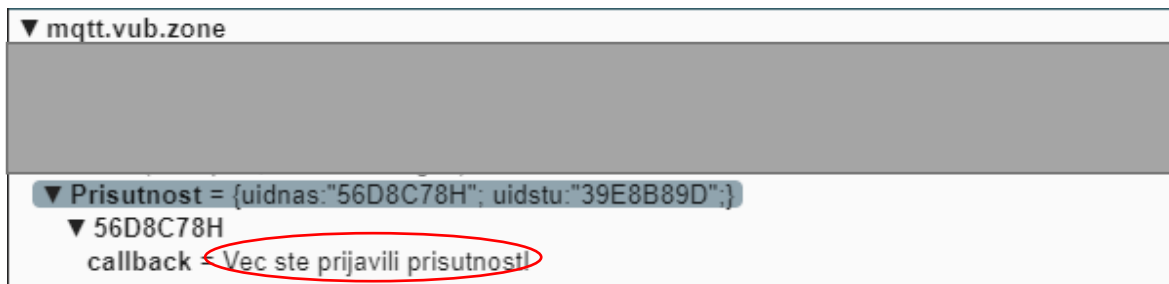 ▼ mqtt.vub.zone
▼ Prisutnost = {uidnas:"56D8C78H"; uidstu:"39E8B89D";}
▼ 56D8C78H
callback = Vec ste prijavili prisutnost!